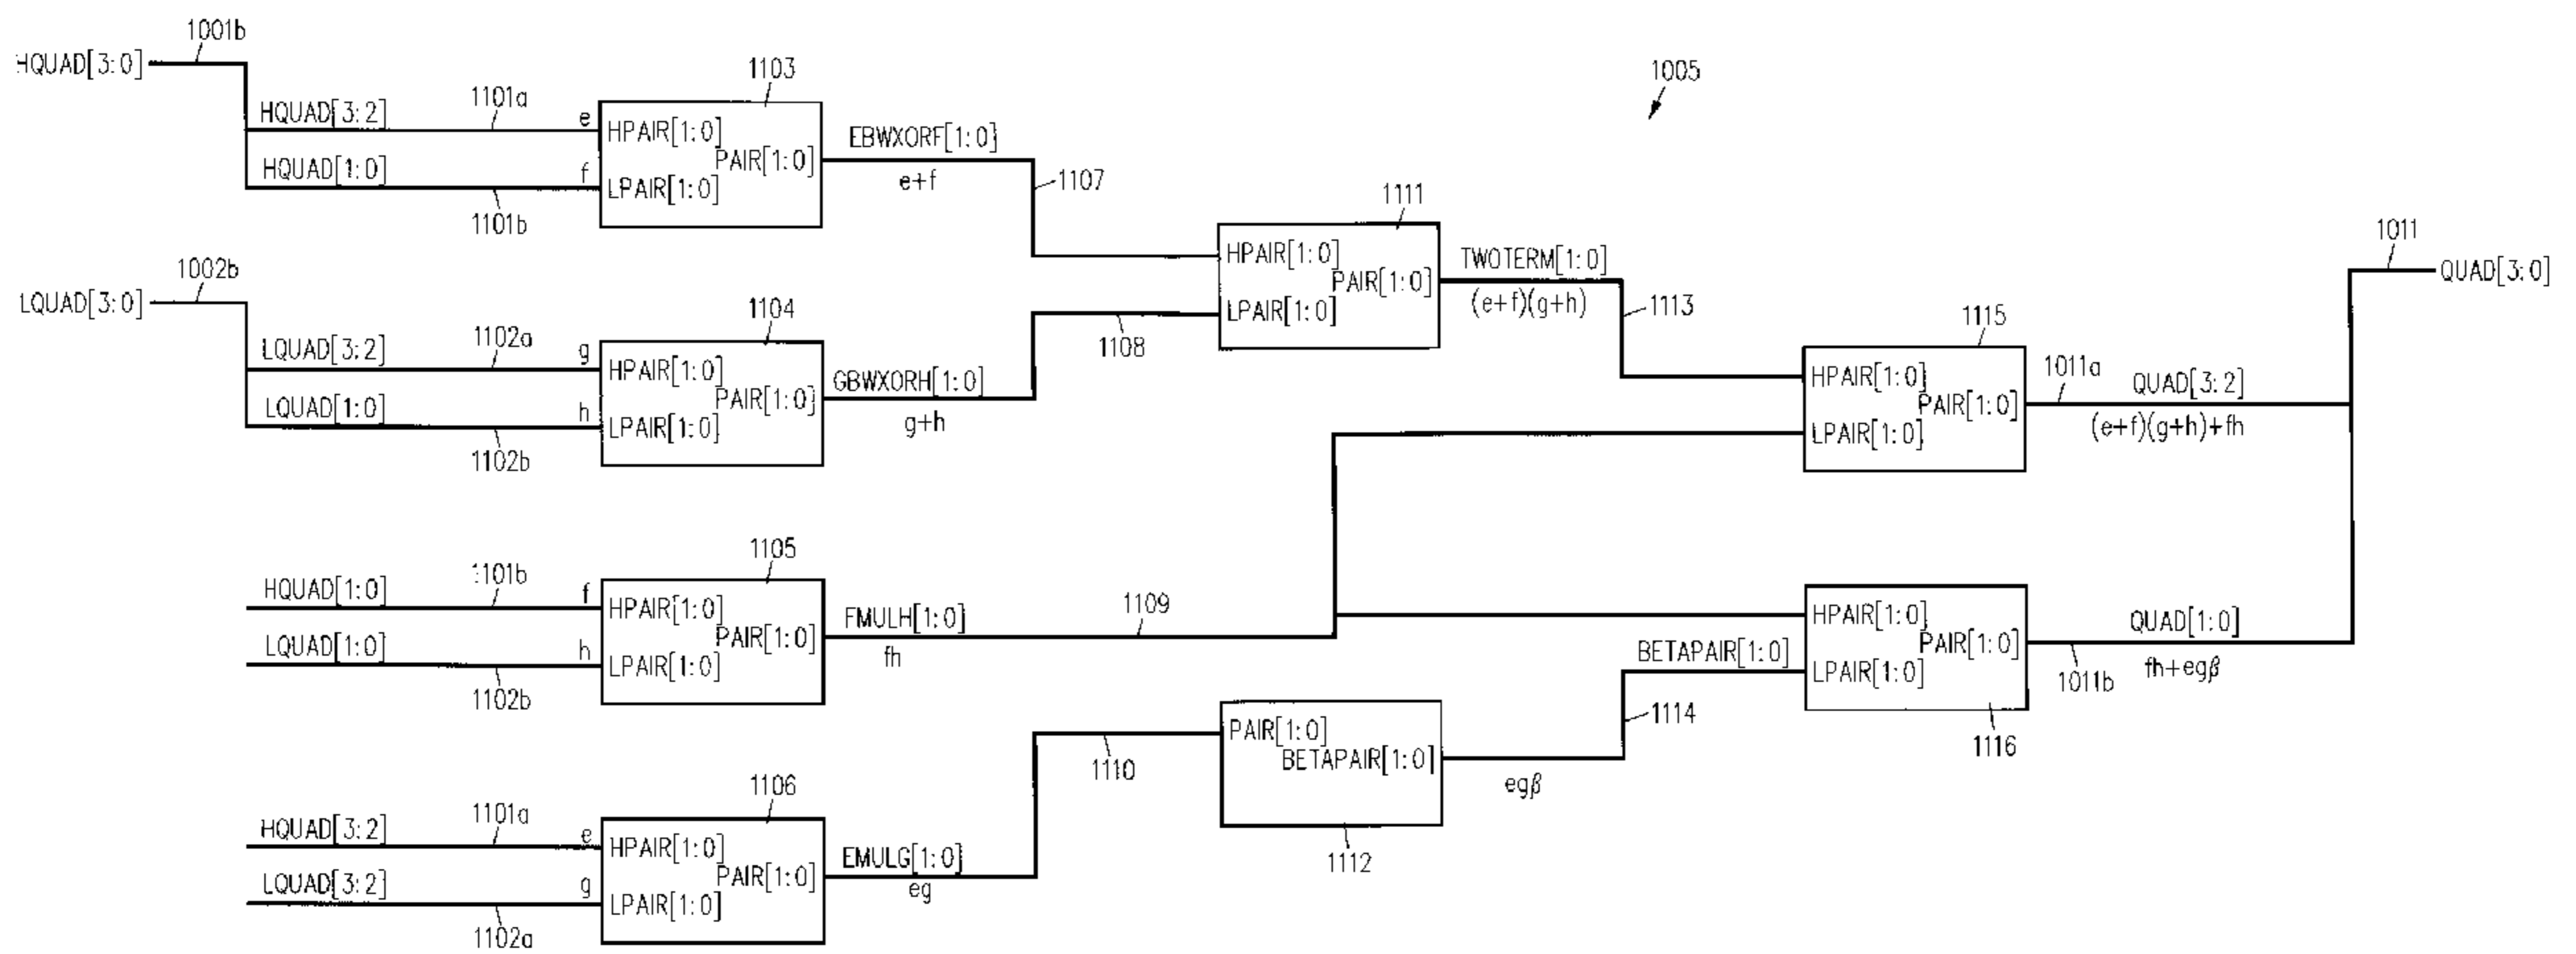 1001b
HQUAD[3:0]
1005
1103
HQUAD[3:2]
1101a
e
HPAIR[1:0]
PAIR[1:0]
EBWXORF[1:0]
e+f
HQUAD[1:0]
f
LPAIR[1:0]
1101b
1107
1111
HPAIR[1:0]
PAIR[1:0]
LPAIR[1:0]
TWOTERM[1:0]
(e+f)(g+h)
1113
1011
QUAD[3:0]
1002b
LQUAD[3:0]
1104
LQUAD[3:2]
1102a
g
HPAIR[1:0]
PAIR[1:0]
GBWXORH[1:0]
g+h
LQUAD[1:0]
h
LPAIR[1:0]
1102b
1108
1115
HPAIR[1:0]
PAIR[1:0]
LPAIR[1:0]
1011a
QUAD[3:2]
(e+f)(g+h)+fh
1105
HQUAD[1:0]
1101b
f
HPAIR[1:0]
PAIR[1:0]
FMULH[1:0]
fh
1109
LQUAD[1:0]
h
LPAIR[1:0]
1102b
HPAIR[1:0]
PAIR[1:0]
BETAPAIR[1:0]
LPAIR[1:0]
QUAD[1:0]
fh+egβ
1011b
1114
1116
PAIR[1:0]
BETAPAIR[1:0]
egβ
1110
1112
1106
HQUAD[3:2]
1101a
e
HPAIR[1:0]
PAIR[1:0]
EMULG[1:0]
eg
LQUAD[3:2]
g
LPAIR[1:0]
1102a